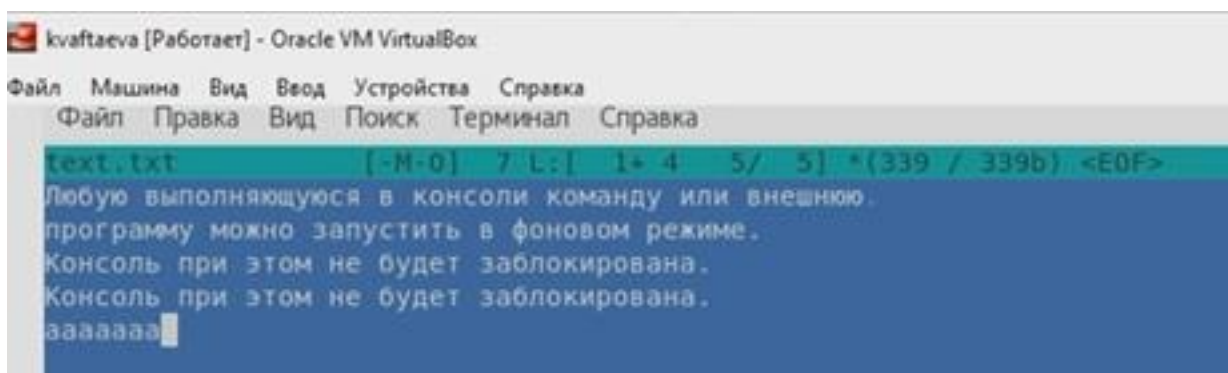 kvaftaeva [Работает] - Oracle VM VirtualBox
Файл Машина Вид Ввод Устройства Справка
Файл Правка Вид Поиск Терминал Справка
text.txt [-M-O] 7 L:[ 1+ 4 5/ 5] *(339 / 339b) <EOF>
Любую выполняющуюся в консоли команду или внешнюю.
программу можно запустить в фоновом режиме.
Консоль при этом не будет заблокирована.
Консоль при этом не будет заблокирована.
ааааааа